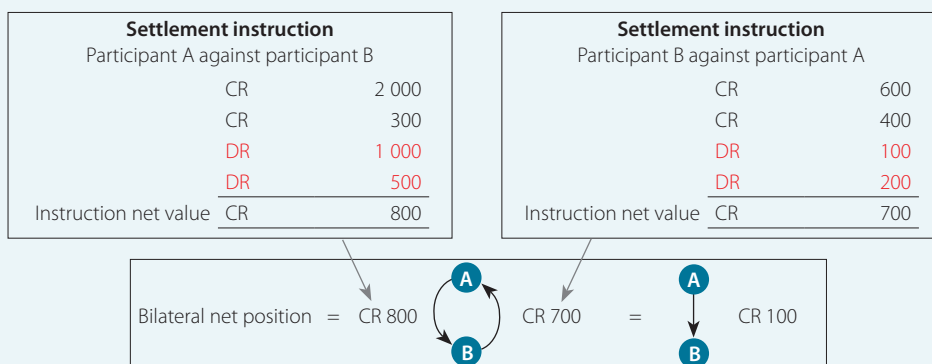 Settlement instruction
Participant A against participant B
CR 2 000
CR 300
DR 1 000
DR 500
Instruction net value CR 800
Settlement instruction
Participant B against participant A
CR 600
CR 400
DR 100
DR 200
Instruction net value CR 700
A A
Bilateral net position = CR 800 CR 700 = CR 100
B B